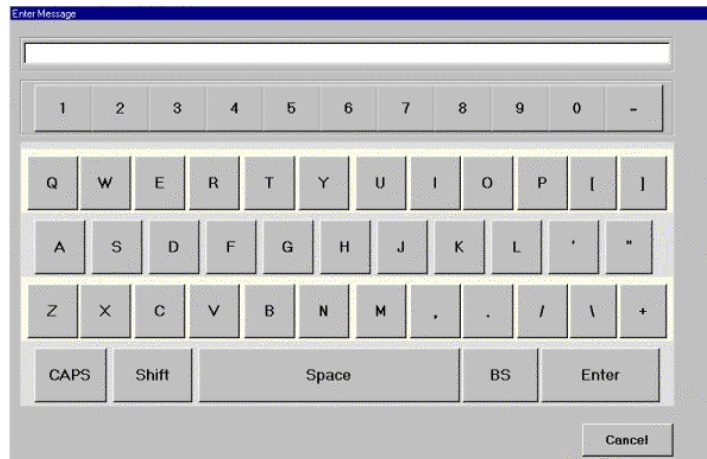 Enter Message
1 2 3 4 5 6 7 8 9 0 -
Q W E R T Y U I O P [ ]
A S D F G H J K L ' "
Z X C V B N M , . / \ +
CAPS Shift Space BS Enter
Cancel